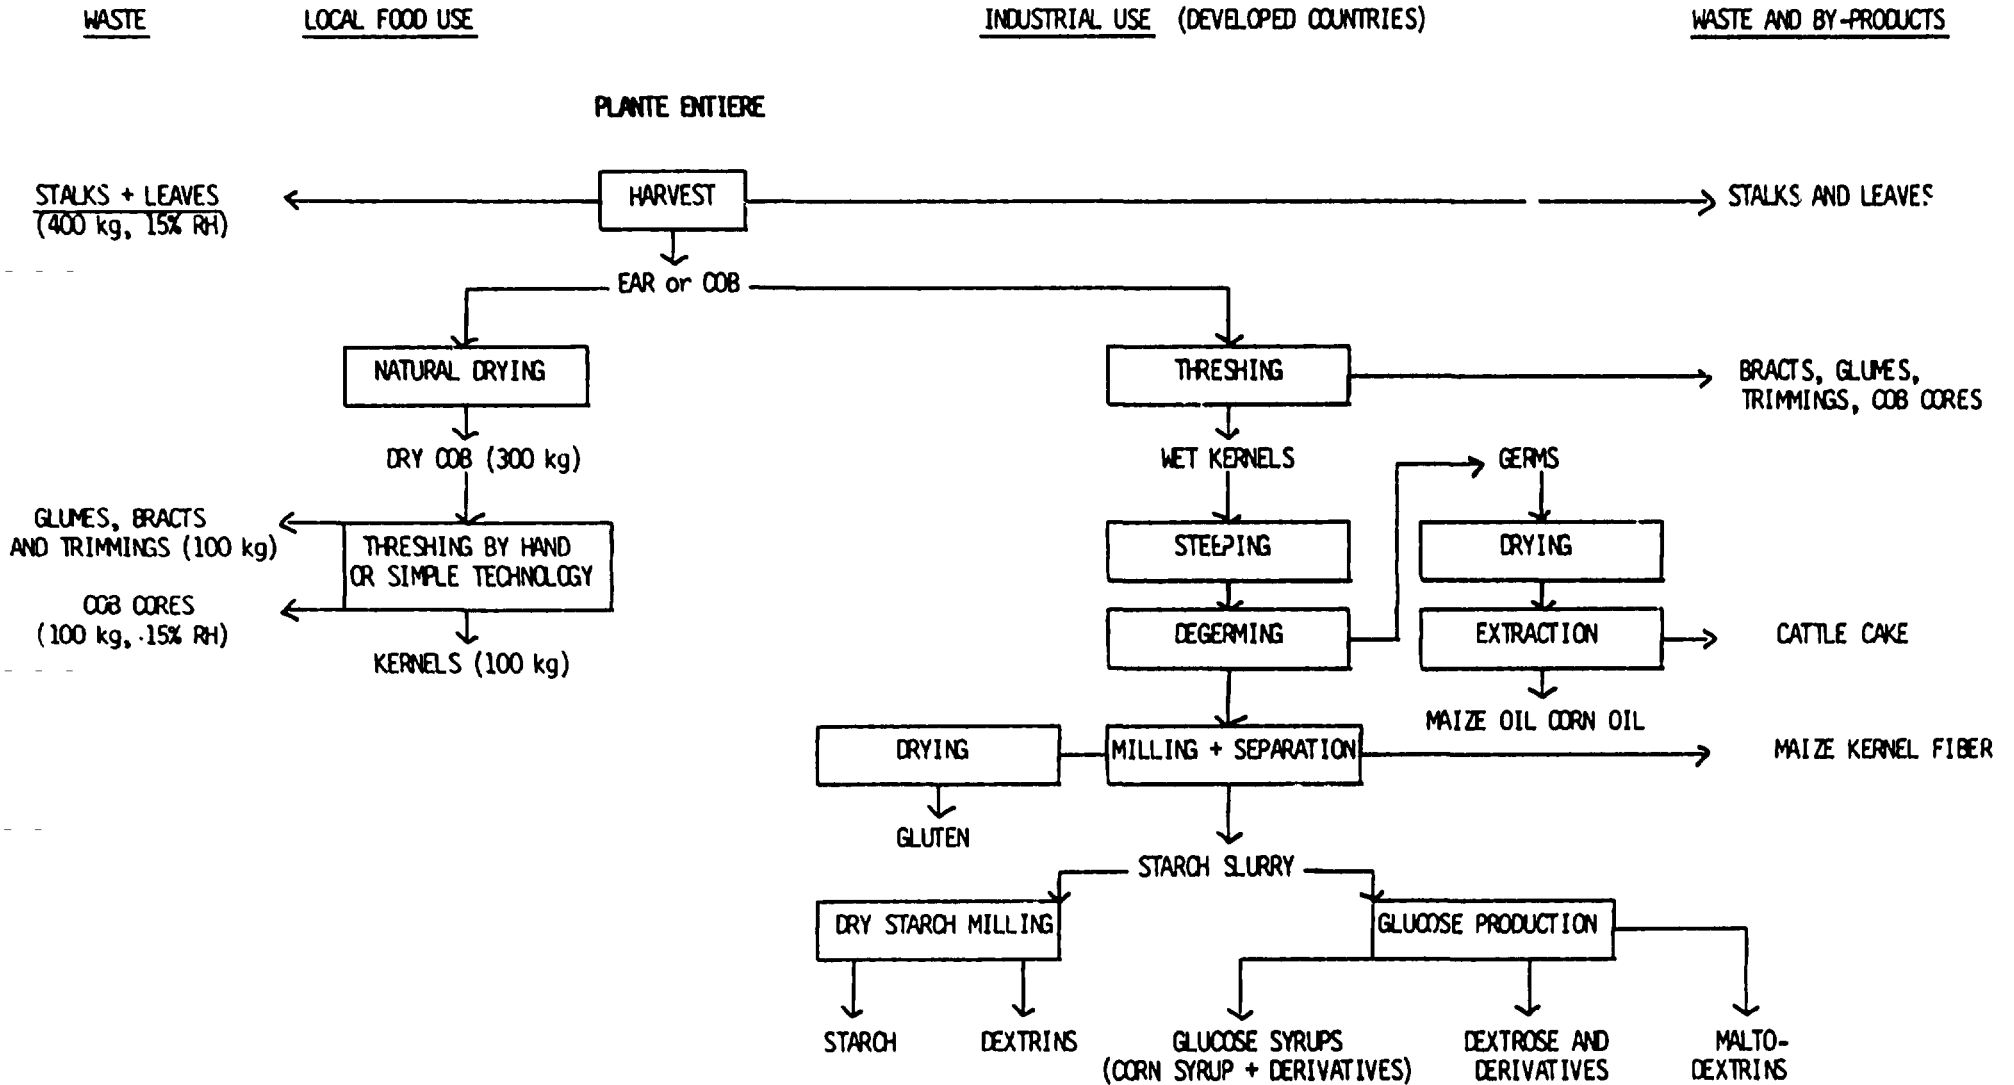 WASTE
LOCAL FOOD USE
INDUSTRIAL USE (DEVELOPED COUNTRIES)
WASTE AND BY-PRODUCTS
PLANTE ENTIERE
STALKS + LEAVES
(400 kg, 15% RH)
HARVEST
STALKS AND LEAVES
EAR or COB
NATURAL DRYING
THRESHING
BRACTS, GLUMES,
TRIMMINGS, COB CORES
DRY COB (300 kg)
WET KERNELS
GERMS
GLUMES, BRACTS
AND TRIMMINGS (100 kg)
THRESHING BY HAND
OR SIMPLE TECHNOLOGY
STEEPING
DRYING
COB CORES
(100 kg, 15% RH)
DEGERMING
EXTRACTION
CATTLE CAKE
KERNELS (100 kg)
MAIZE OIL CORN OIL
DRYING
MILLING + SEPARATION
MAIZE KERNEL FIBER
GLUTEN
STARCH SLURRY
DRY STARCH MILLING
GLUCOSE PRODUCTION
STARCH
DEXTRINS
GLUCOSE SYRUPS
(CORN SYRUP + DERIVATIVES)
DEXTROSE AND
DERIVATIVES
MALTO-
DEXTRINS